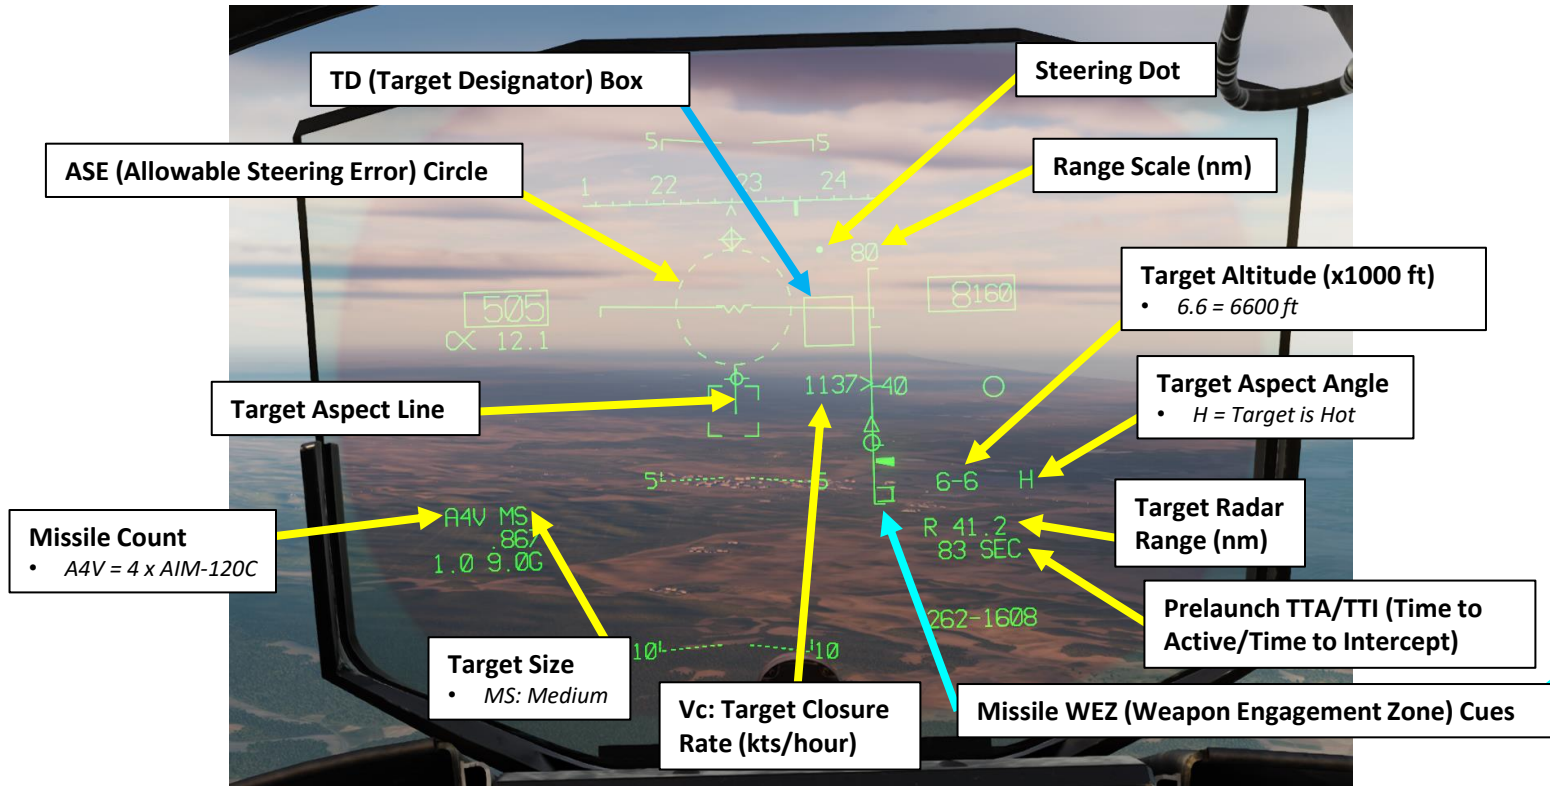 TD (Target Designator) Box
Steering Dot
ASE (Allowable Steering Error) Circle
Range Scale (nm)
5 5
1 22 23 24
80
Target Altitude (x1000 ft)
• 6.6 = 6600 ft
505
8160
α 12.1
Target Aspect Line
1137>-40
Target Aspect Angle
• H = Target is Hot
5 5
6-6 H
Missile Count
• A4V = 4 x AIM-120C
A4V MS
.867
1.0 9.0G
R 41.2
83 SEC
Target Radar
Range (nm)
262-1608
Prelaunch TTA/TTI (Time to
Active/Time to Intercept)
10 10
Target Size
• MS: Medium
Vc: Target Closure
Rate (kts/hour)
Missile WEZ (Weapon Engagement Zone) Cues